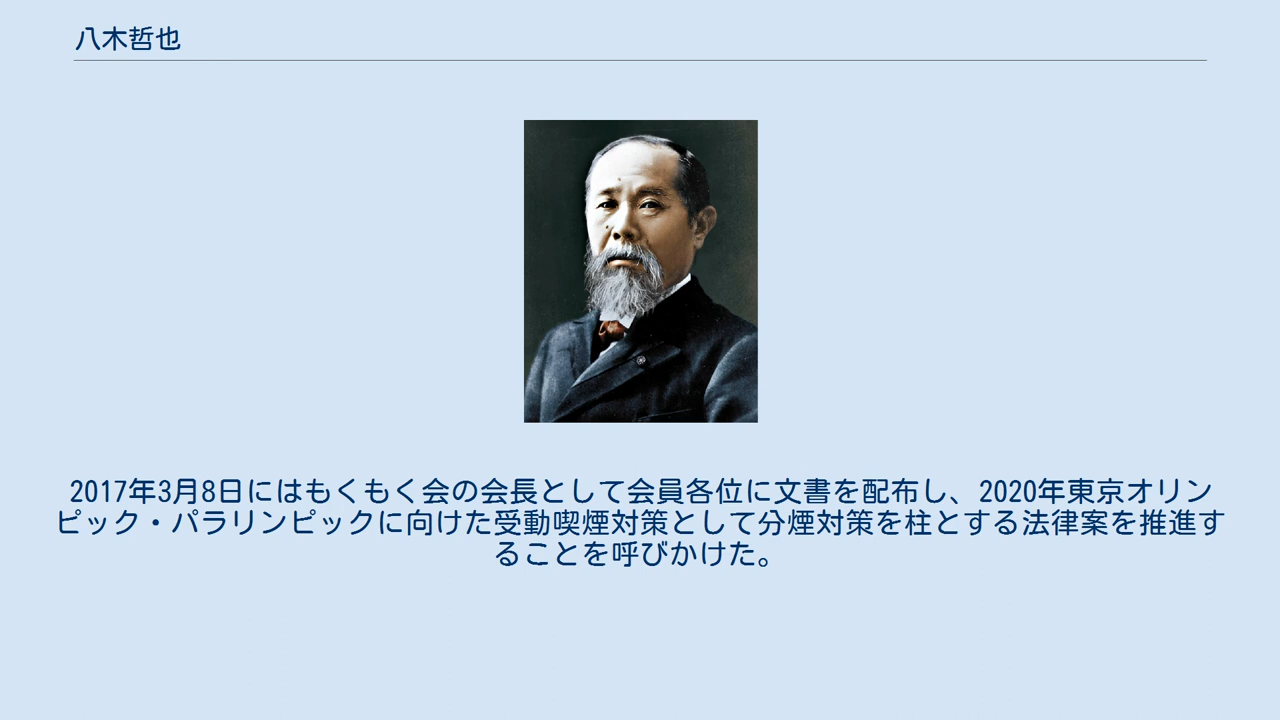 八木哲也
2017年3月8日にはもくもく会の会長として会員各位に文書を配布し、2020年東京オリン
ピック・パラリンピックに向けた受動喫煙対策として分煙対策を柱とする法律案を推進す
ることを呼びかけた。